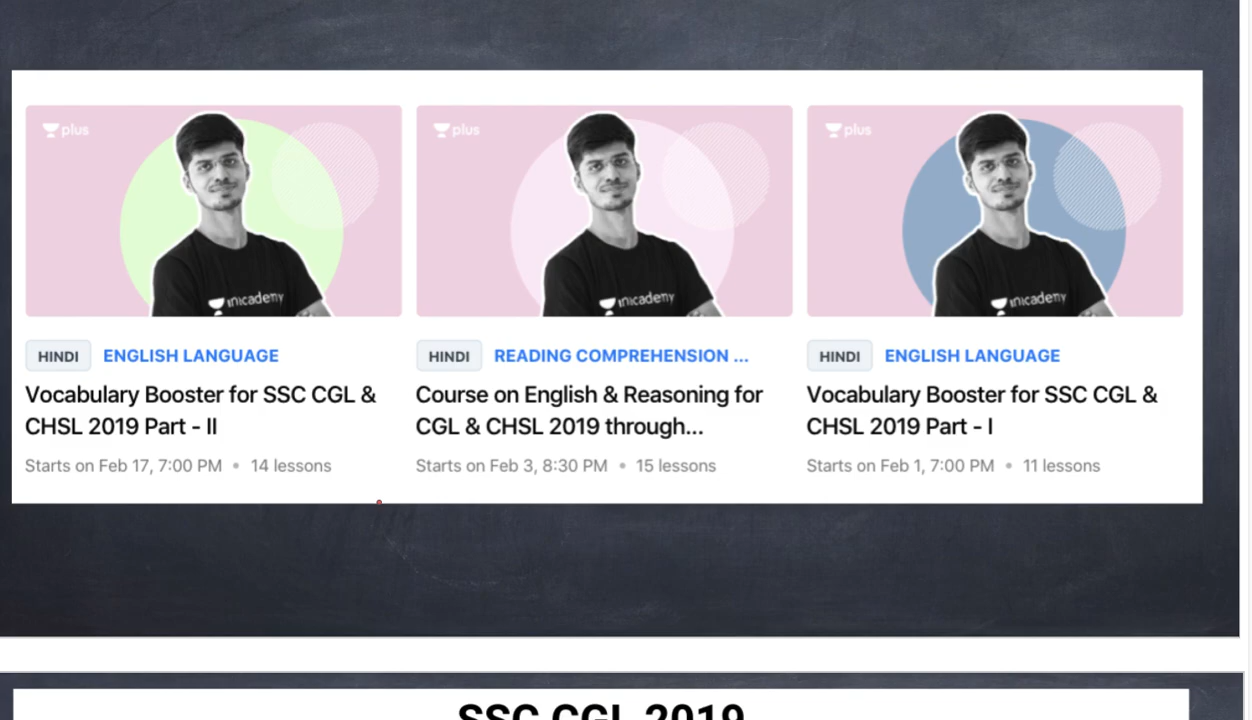 plus
unacademy
HINDI ENGLISH LANGUAGE
Vocabulary Booster for SSC CGL &
CHSL 2019 Part - II
Starts on Feb 17, 7:00 PM • 14 lessons
plus
unacademy
HINDI READING COMPREHENSION ...
Course on English & Reasoning for
CGL & CHSL 2019 through...
Starts on Feb 3, 8:30 PM • 15 lessons
plus
unacademy
HINDI ENGLISH LANGUAGE
Vocabulary Booster for SSC CGL &
CHSL 2019 Part - I
Starts on Feb 1, 7:00 PM • 11 lessons
SSC CGL 2019